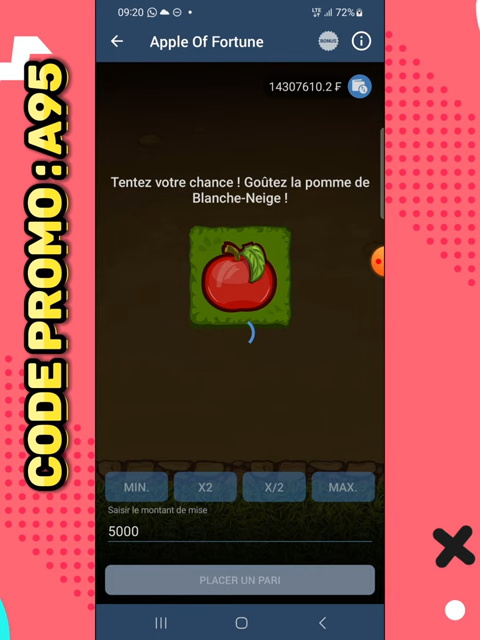 CODE PROMO : A95
09:20
LTE
72%
Apple Of Fortune
BONUS
14307610.2 ₣
Tentez votre chance ! Goûtez la pomme de
Blanche-Neige !
MIN.
X2
X/2
MAX.
Saisir le montant de mise
5000
PLACER UN PARI